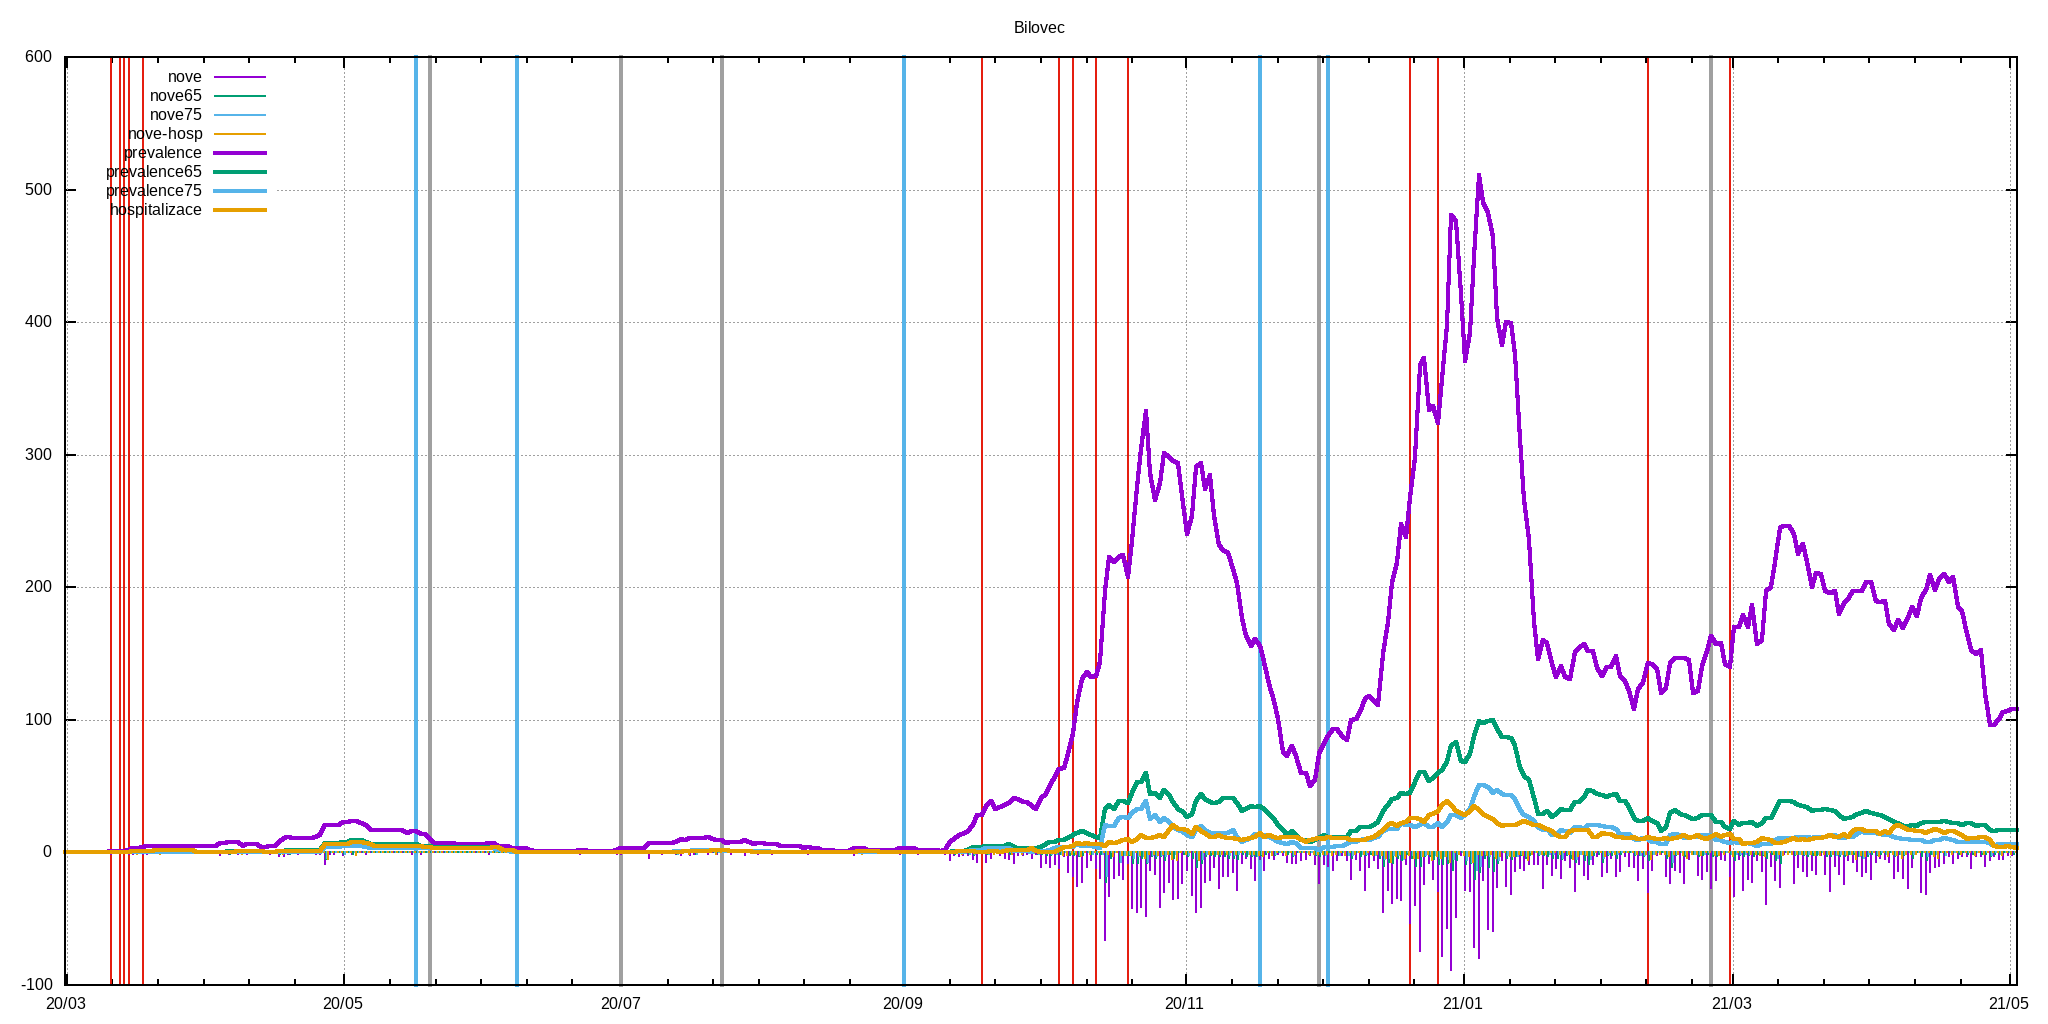 Bilovec
600
500
400
300
200
100
0
-100
nove
nove65
nove75
nove-hosp
prevalence
prevalence65
prevalence75
hospitalizace
20/03 20/05 20/07 20/09 20/11 21/01 21/03 21/05